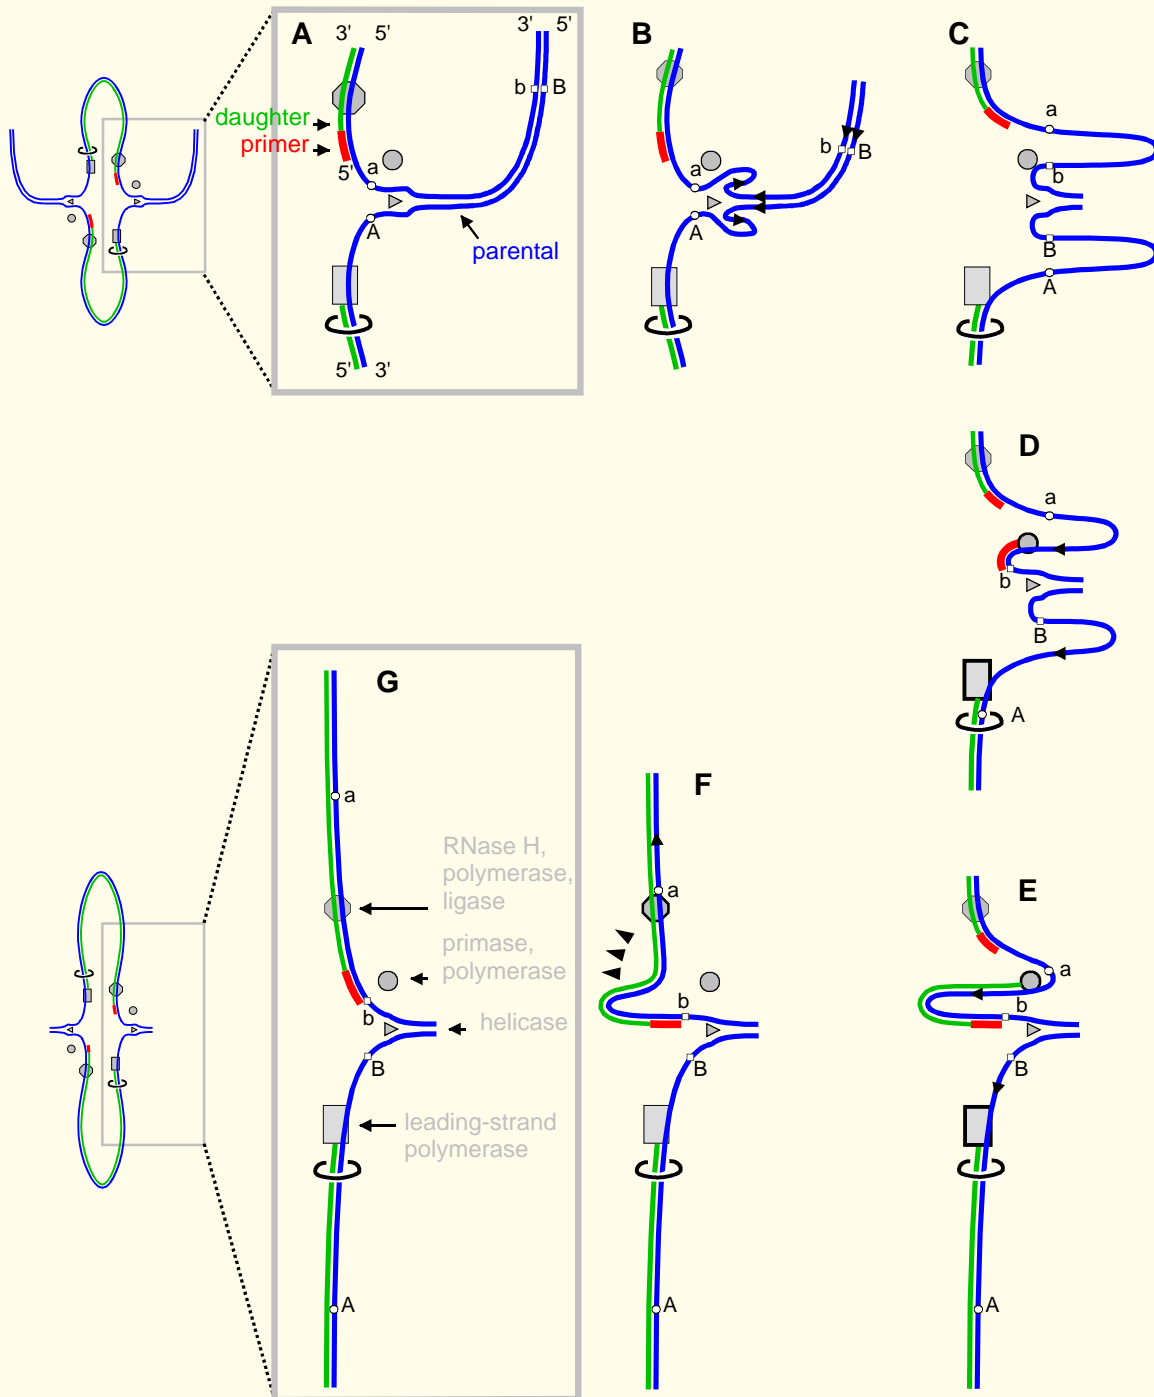 A
3' 5'
3' 5'
b B
daughter
primer
5'
a
A
parental
5' 3'
B
b B
a
A
C
a
b
B
A
D
a
b
B
A
G
a
RNase H,
polymerase,
ligase
primase,
polymerase
b
helicase
B
leading-strand
polymerase
A
F
a
b
B
A
E
a
b
B
A